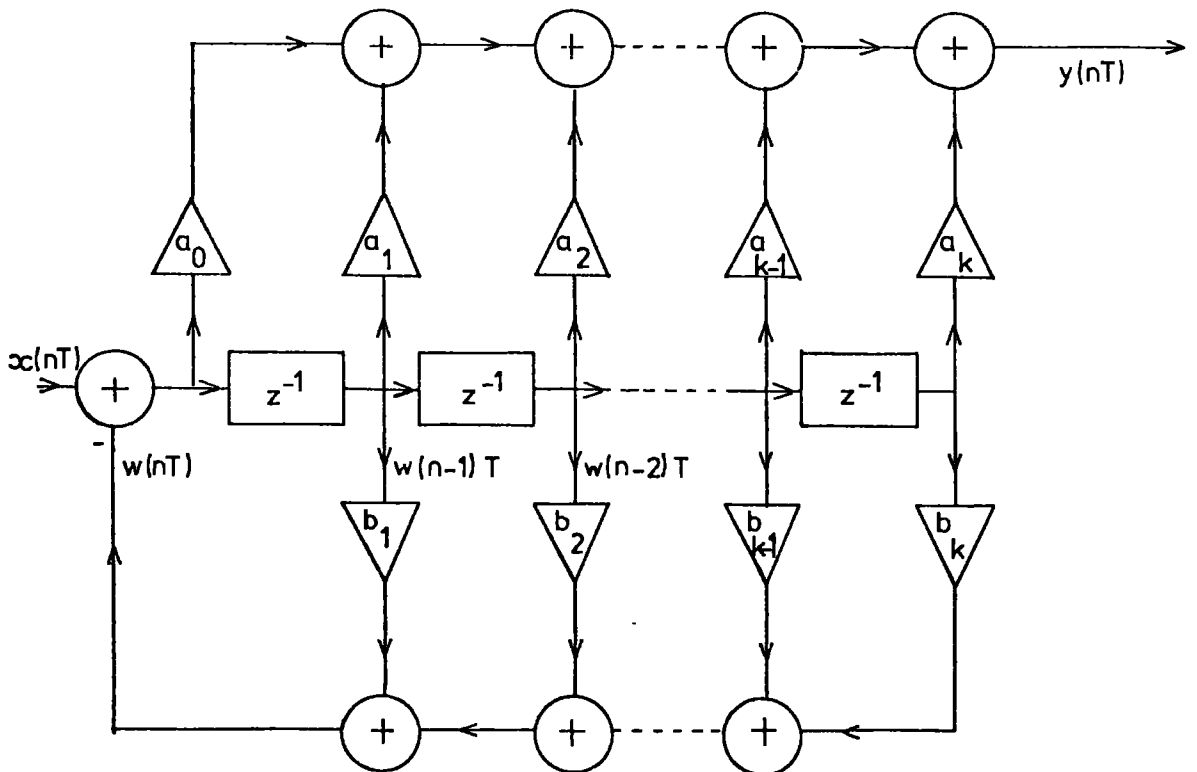 + + + +
y(nT)
a0 a1 a2 ak-1 ak
x(nT)
+ z-1 z-1 z-1
-
w(nT) w(n-1)T w(n-2)T
b1 b2 bk-1 bk
+ + +